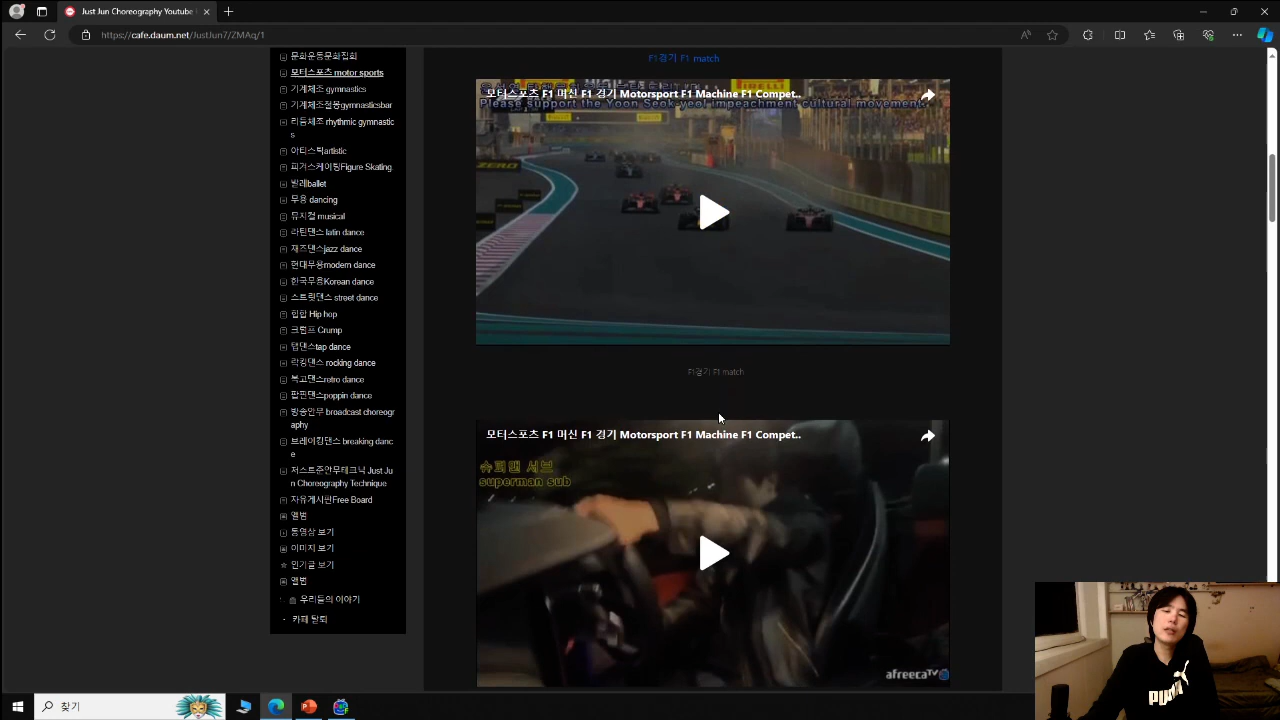 Just Jun Choreography Youtube
https://cafe.daum.net/JustJun7/ZMAq/1
문화운동문화집회
모터스포츠 motor sports
기계체조 gymnastics
기계체조철봉gymnasticsbar
리듬체조 rhythmic gymnastic
s
아티스틱artistic
피겨스케이팅Figure Skating
발레ballet
무용 dancing
뮤지컬 musical
라틴댄스 latin dance
재즈댄스jazz dance
현대무용modern dance
한국무용Korean dance
스트릿댄스 street dance
힙합 Hip hop
크럼프 Crump
탭댄스tap dance
락킹댄스 rocking dance
복고댄스retro dance
팝핀댄스poppin dance
방송안무 broadcast choreogr
aphy
브레이킹댄스 breaking danc
e
저스트준안무테크닉 Just Ju
n Choreography Technique
자유게시판Free Board
앨범
동영상 보기
이미지 보기
인기글 보기
앨범
우리들의 이야기
카페 탈퇴
F1경기 F1 match
모터스포츠 F1 머신 F1 경기 Motorsport F1 Machine F1 Compet..
Please support the Yoon Seok-yeol impeachment cultural movement.
F1경기 F1 match
모터스포츠 F1 머신 F1 경기 Motorsport F1 Machine F1 Compet..
슈퍼맨 서브
superman sub
afreecaTV
찾기
PUMA